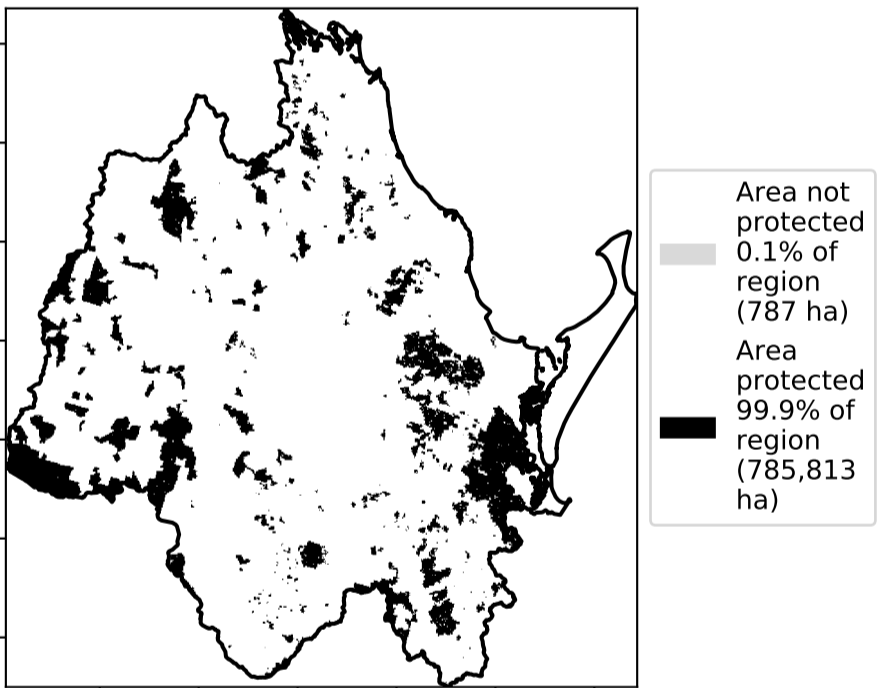 Area not
protected
0.1% of
region
(787 ha)
Area
protected
99.9% of
region
(785,813
ha)